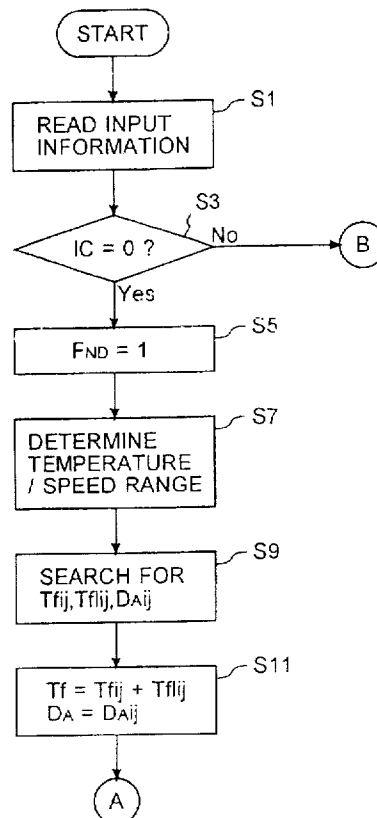 START
S1
READ INPUT
INFORMATION
S3
IC = 0 ?
No
B
Yes
S5
FND = 1
S7
DETERMINE
TEMPERATURE
/ SPEED RANGE
S9
SEARCH FOR
Tfij,Tflij,DAij
S11
Tf = Tfij + Tflij
DA = DAij
A